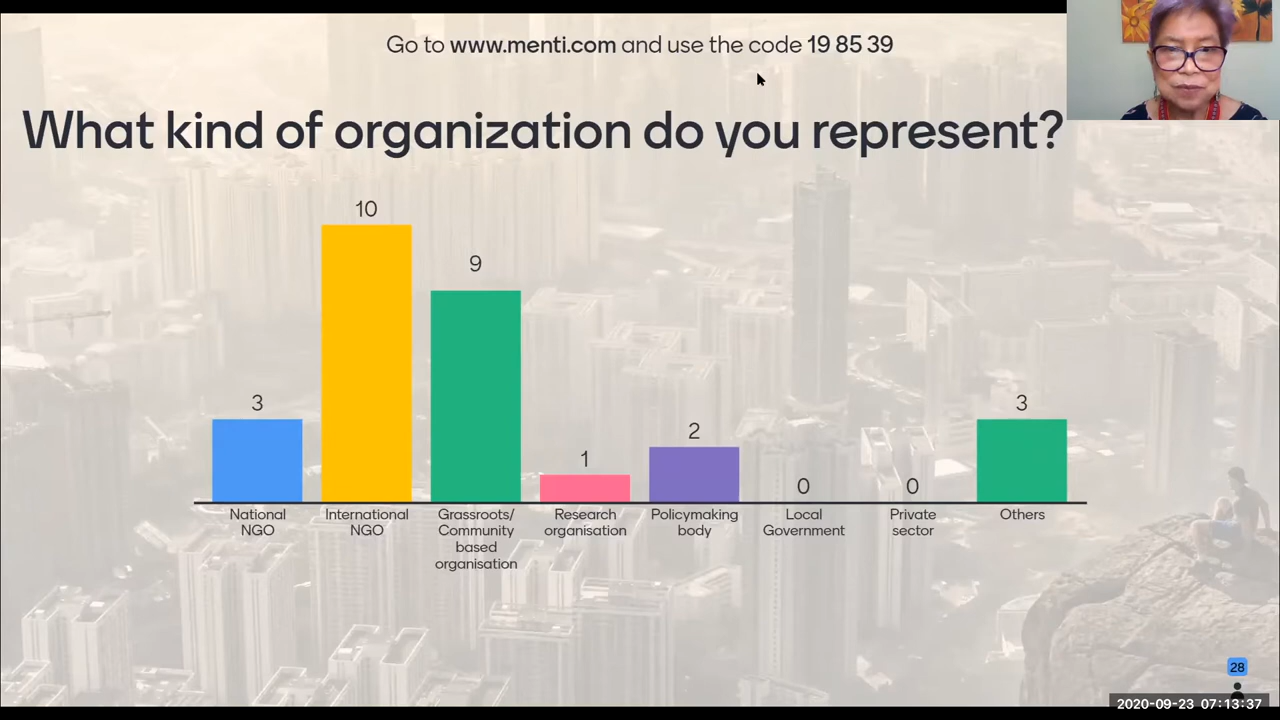 Go to www.menti.com and use the code 19 85 39
What kind of organization do you represent?
10
9
3
3
2
1
0
0
National
NGO
International
NGO
Grassroots/
Community
based
organisation
Research
organisation
Policymaking
body
Local
Government
Private
sector
Others
28
2020-09-23 07:13:37